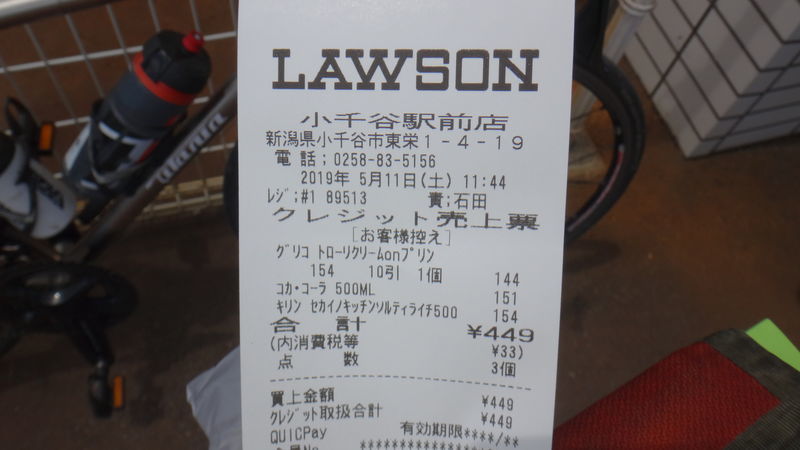 LAWSON
小千谷駅前店
新潟県小千谷市東栄1-4-19
電話;0258-83-5156
2019年 5月11日(土) 11:44
レジ;#1 89513 責;石田
クレジット売上票
[お客様控え]
グリコ トローリクリームonプリン
154 10引 1個 144
コカ・コーラ 500ML 151
キリン セカイノキッチンソルティライチ500 154
合計 ¥449
(内消費税等 ¥33)
点数 3個
買上金額 ¥449
クレジット取扱合計 ¥449
QUICPay 有効期限****/**